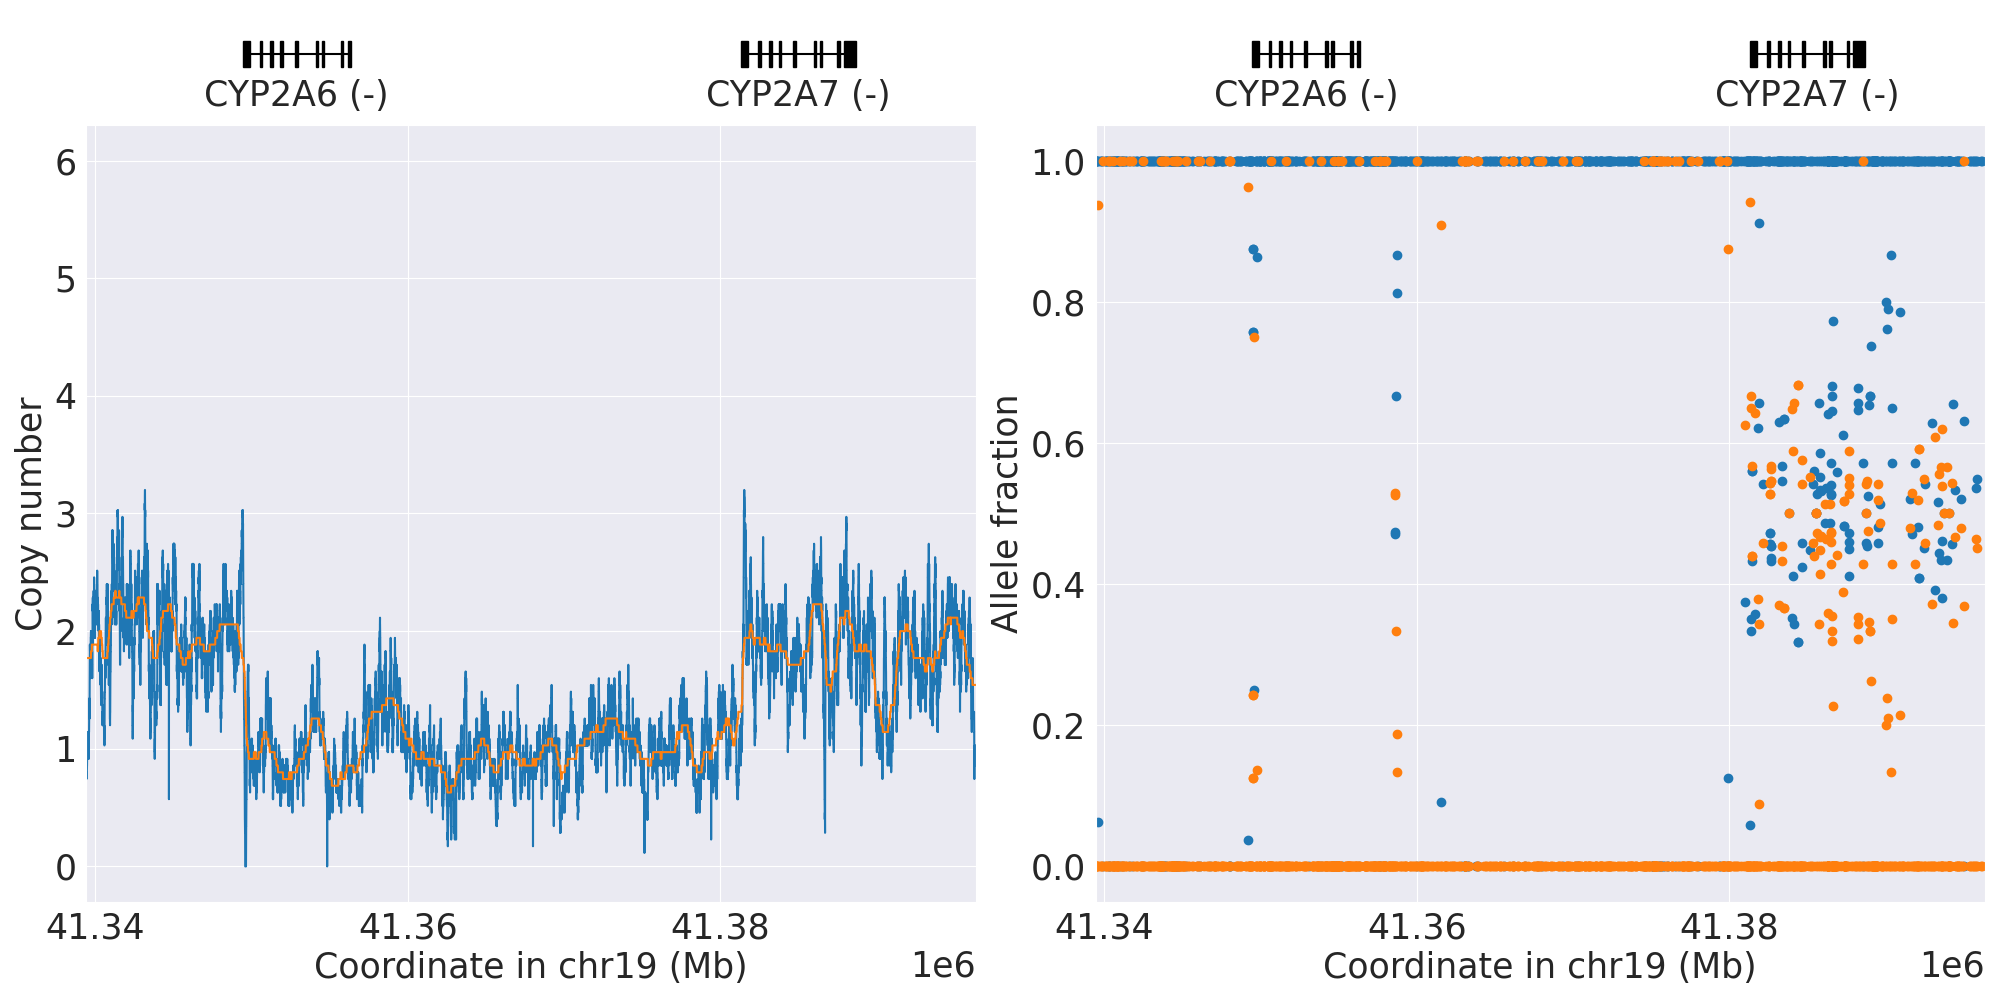 CYP2A6 (-)
CYP2A7 (-)
6
5
4
3
2
1
0
Copy number
41.34
41.36
41.38
1e6
Coordinate in chr19 (Mb)
CYP2A6 (-)
CYP2A7 (-)
1.0
0.8
0.6
0.4
0.2
0.0
Allele fraction
41.34
41.36
41.38
1e6
Coordinate in chr19 (Mb)